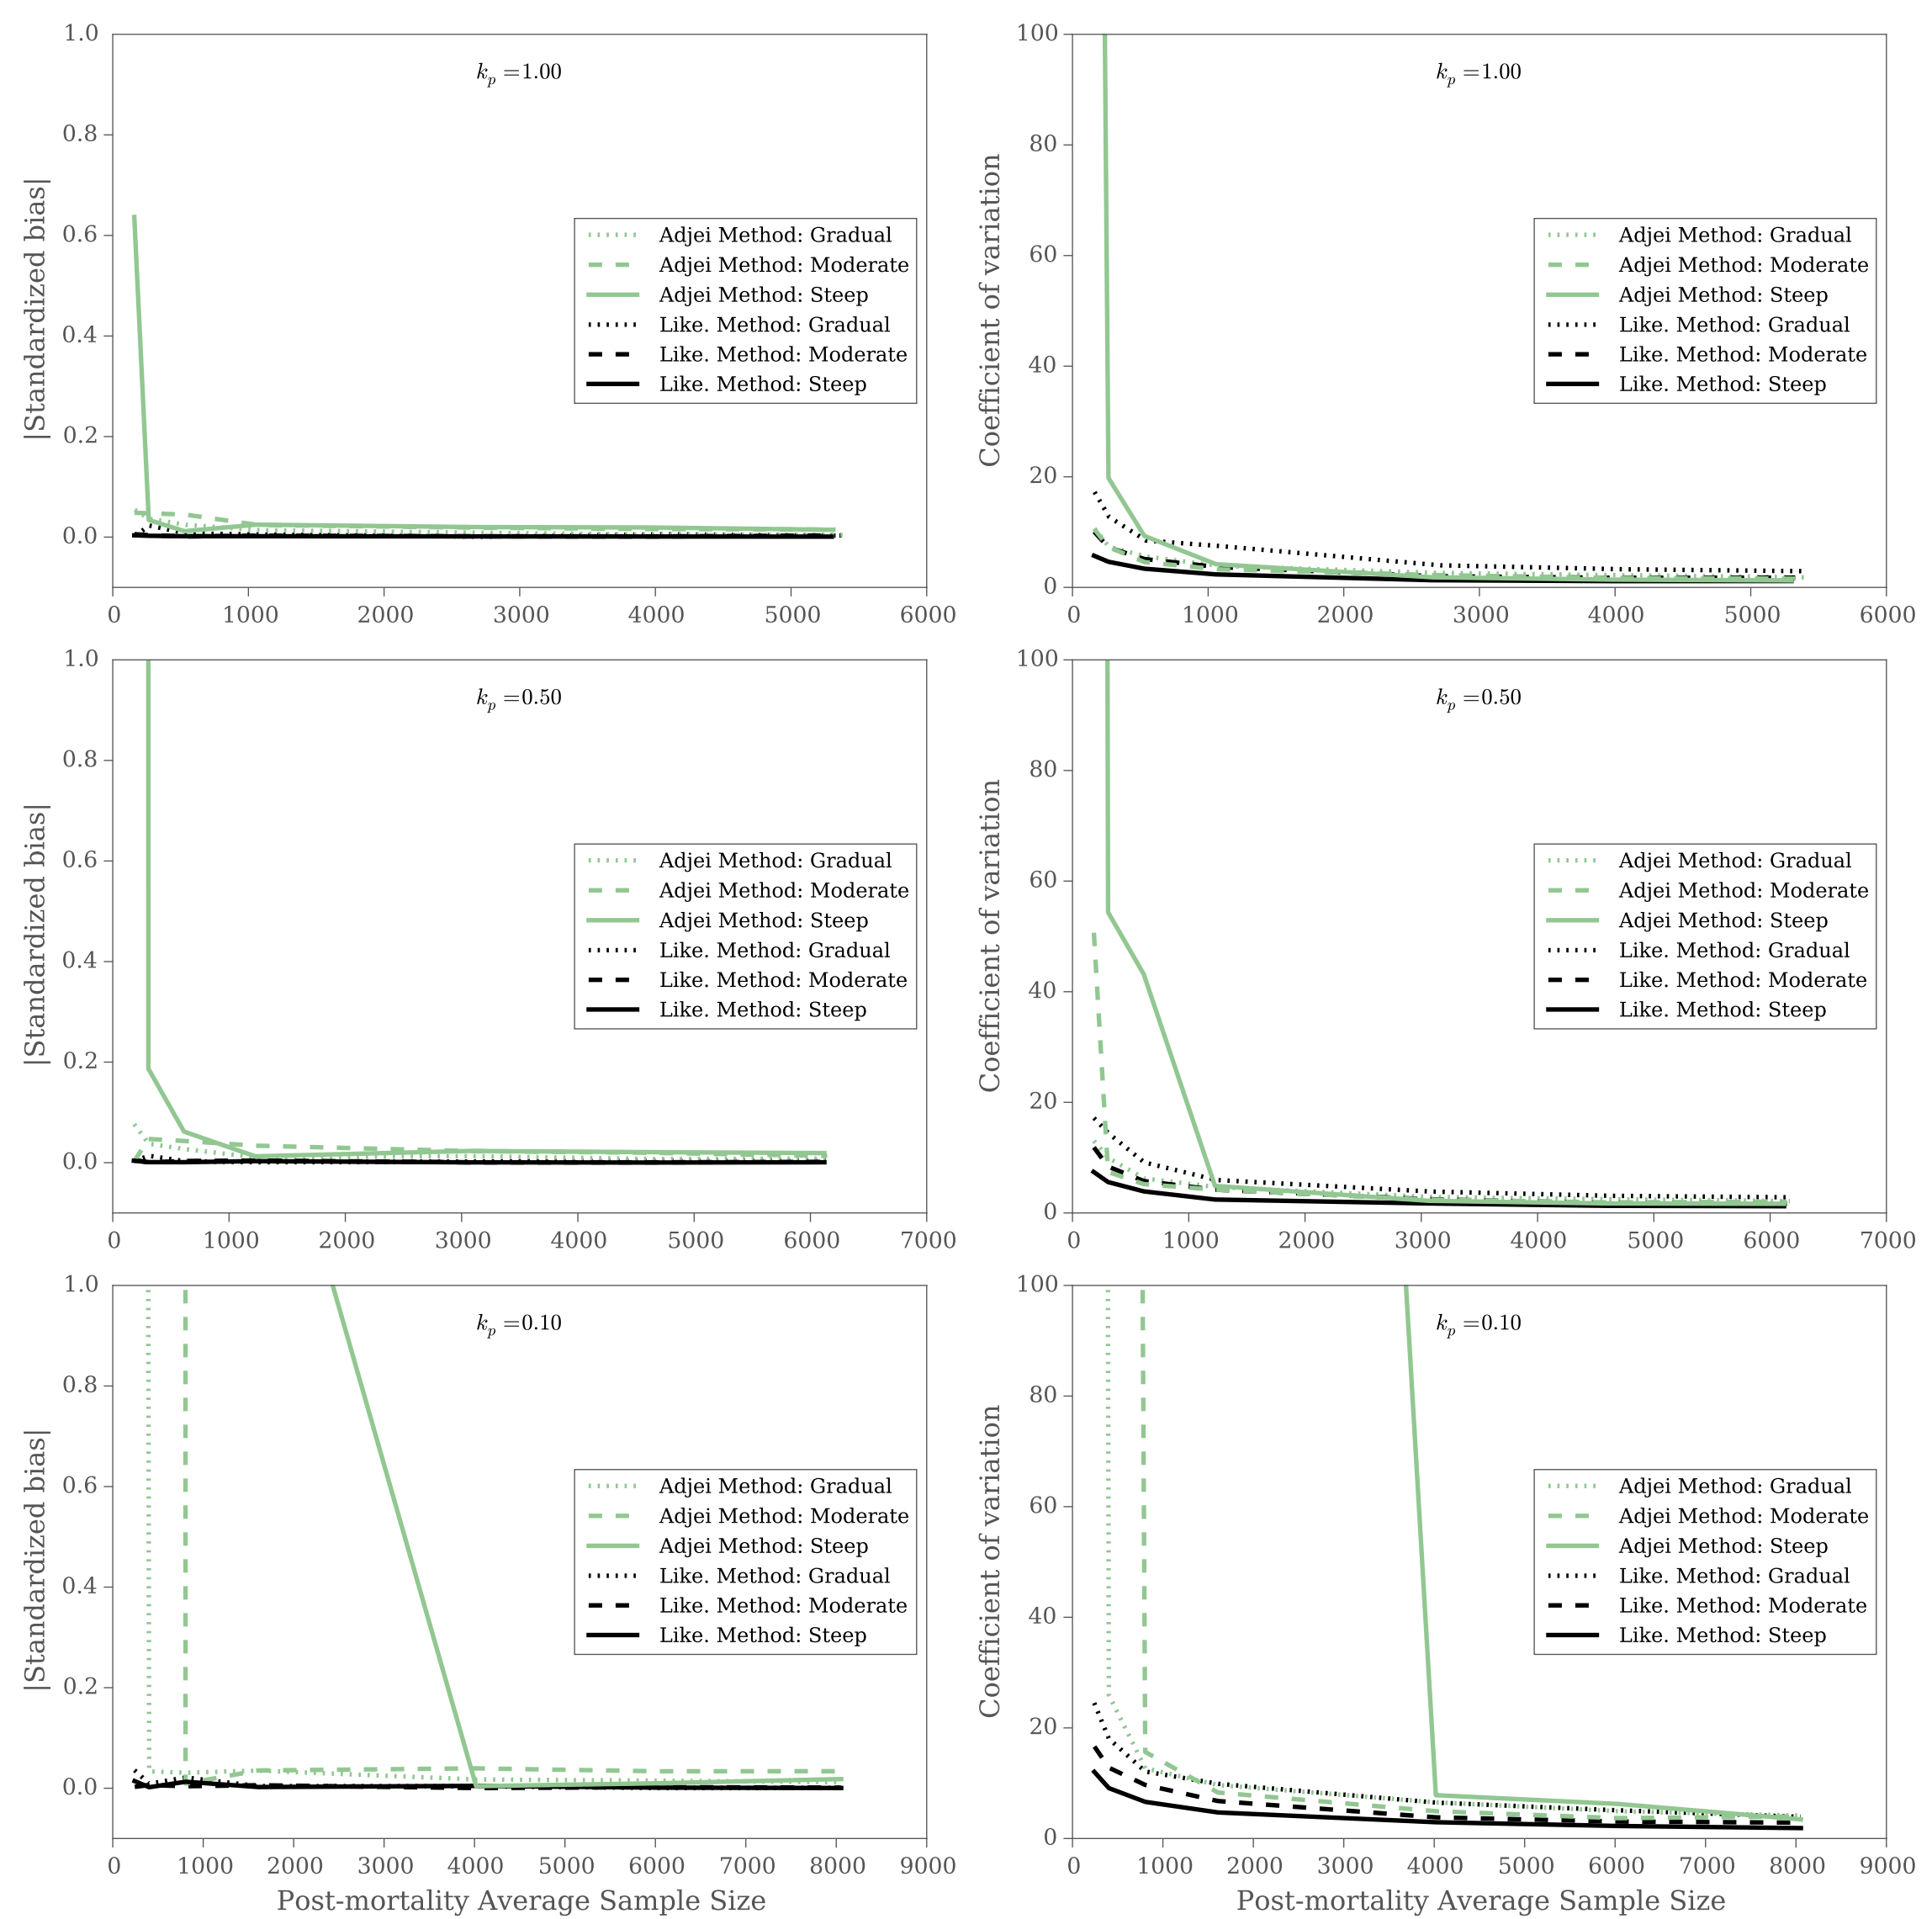 |Standardized bias|
1.0
0.8
0.6
0.4
0.2
0.0
k_p =1.00
Adjei Method: Gradual
Adjei Method: Moderate
Adjei Method: Steep
Like. Method: Gradual
Like. Method: Moderate
Like. Method: Steep
0 1000 2000 3000 4000 5000 6000
Coefficient of variation
100
80
60
40
20
0
k_p =1.00
Adjei Method: Gradual
Adjei Method: Moderate
Adjei Method: Steep
Like. Method: Gradual
Like. Method: Moderate
Like. Method: Steep
0 1000 2000 3000 4000 5000 6000
|Standardized bias|
1.0
0.8
0.6
0.4
0.2
0.0
k_p =0.50
Adjei Method: Gradual
Adjei Method: Moderate
Adjei Method: Steep
Like. Method: Gradual
Like. Method: Moderate
Like. Method: Steep
0 1000 2000 3000 4000 5000 6000 7000
Coefficient of variation
100
80
60
40
20
0
k_p =0.50
Adjei Method: Gradual
Adjei Method: Moderate
Adjei Method: Steep
Like. Method: Gradual
Like. Method: Moderate
Like. Method: Steep
0 1000 2000 3000 4000 5000 6000 7000
|Standardized bias|
1.0
0.8
0.6
0.4
0.2
0.0
k_p =0.10
Adjei Method: Gradual
Adjei Method: Moderate
Adjei Method: Steep
Like. Method: Gradual
Like. Method: Moderate
Like. Method: Steep
0 1000 2000 3000 4000 5000 6000 7000 8000 9000
Post-mortality Average Sample Size
Coefficient of variation
100
80
60
40
20
0
k_p =0.10
Adjei Method: Gradual
Adjei Method: Moderate
Adjei Method: Steep
Like. Method: Gradual
Like. Method: Moderate
Like. Method: Steep
0 1000 2000 3000 4000 5000 6000 7000 8000 9000
Post-mortality Average Sample Size